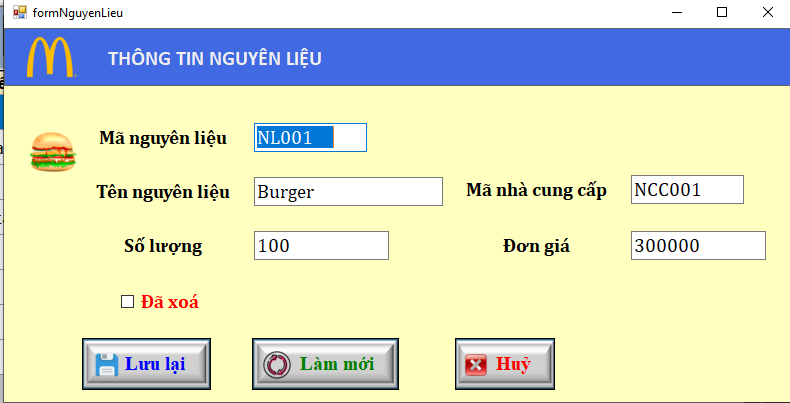 formNguyenLieu
THÔNG TIN NGUYÊN LIỆU
Mã nguyên liệu NL001
Tên nguyên liệu Burger Mã nhà cung cấp NCC001
Số lượng 100 Đơn giá 300000
Đã xoá
Lưu lại Làm mới Huỷ